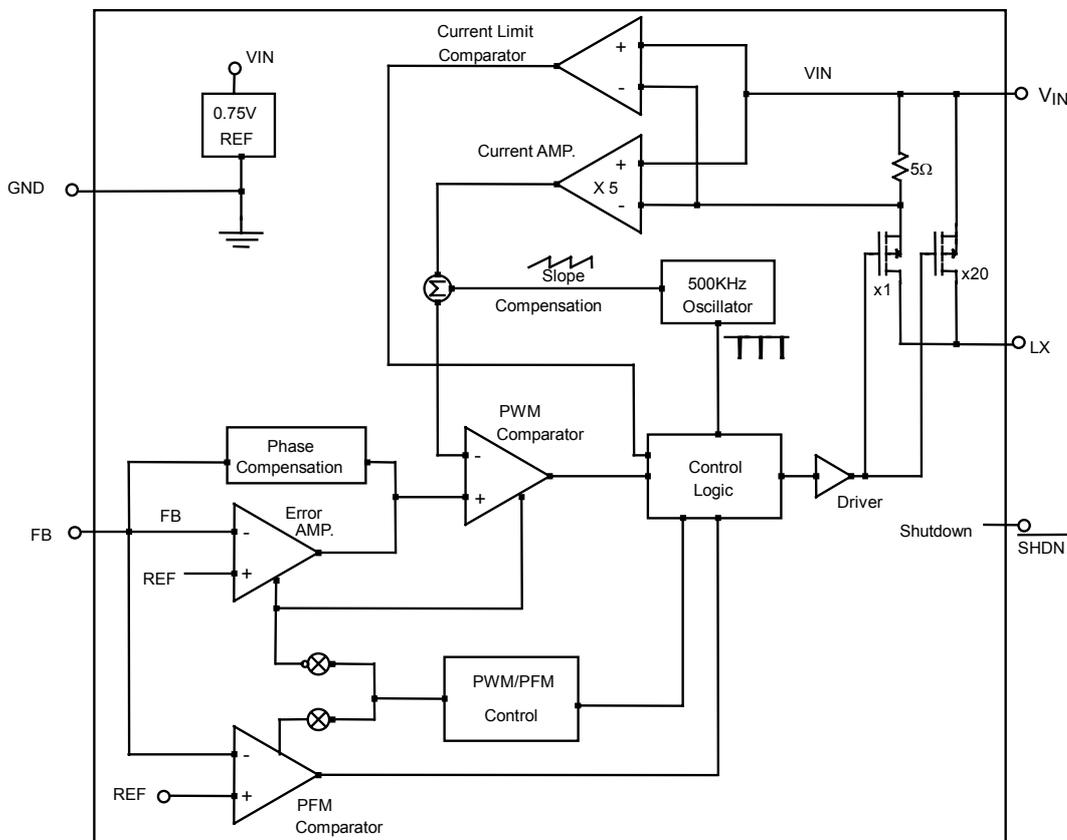 Current Limit
Comparator
VIN
0.75V
REF
GND
Current AMP.
+
-
+
X 5
-
VIN
VIN
5Ω
x1
x20
LX
Σ
Slope
Compensation
500KHz
Oscillator
PWM
Comparator
Phase
Compensation
-
+
Control
Logic
Driver
Shutdown
SHDN
FB
FB
Error
AMP.
-
REF
+
PWM/PFM
Control
-
REF
+
PFM
Comparator